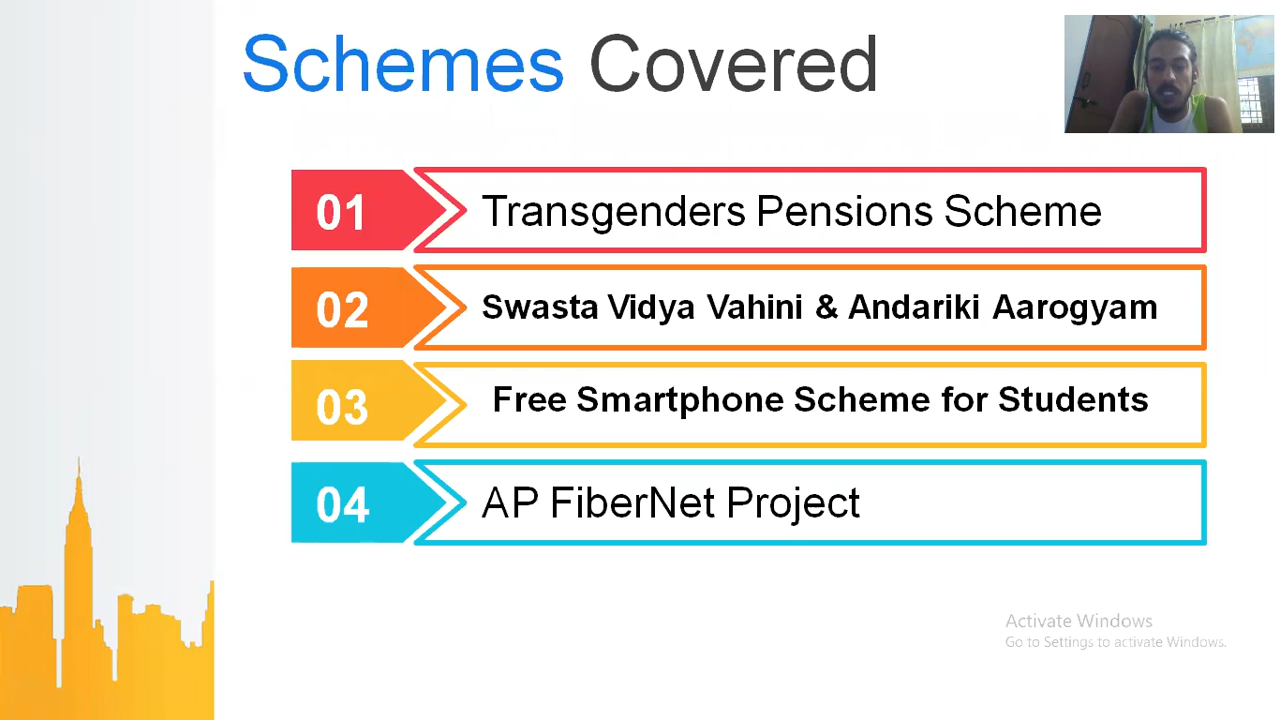 Schemes Covered
01 Transgenders Pensions Scheme
02 Swasta Vidya Vahini & Andariki Aarogyam
03 Free Smartphone Scheme for Students
04 AP FiberNet Project
Activate Windows
Go to Settings to activate Windows.